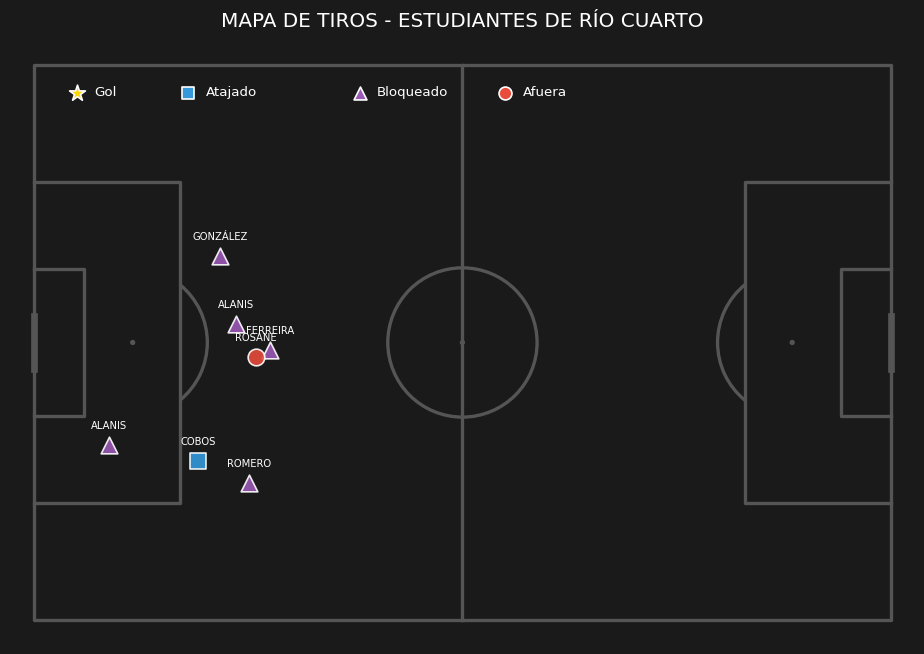 MAPA DE TIROS - ESTUDIANTES DE RÍO CUARTO
Gol
Atajado
Bloqueado
Afuera
GONZÁLEZ
ALANIS
FERREIRA
ROSANE
ALANIS
COBOS
ROMERO